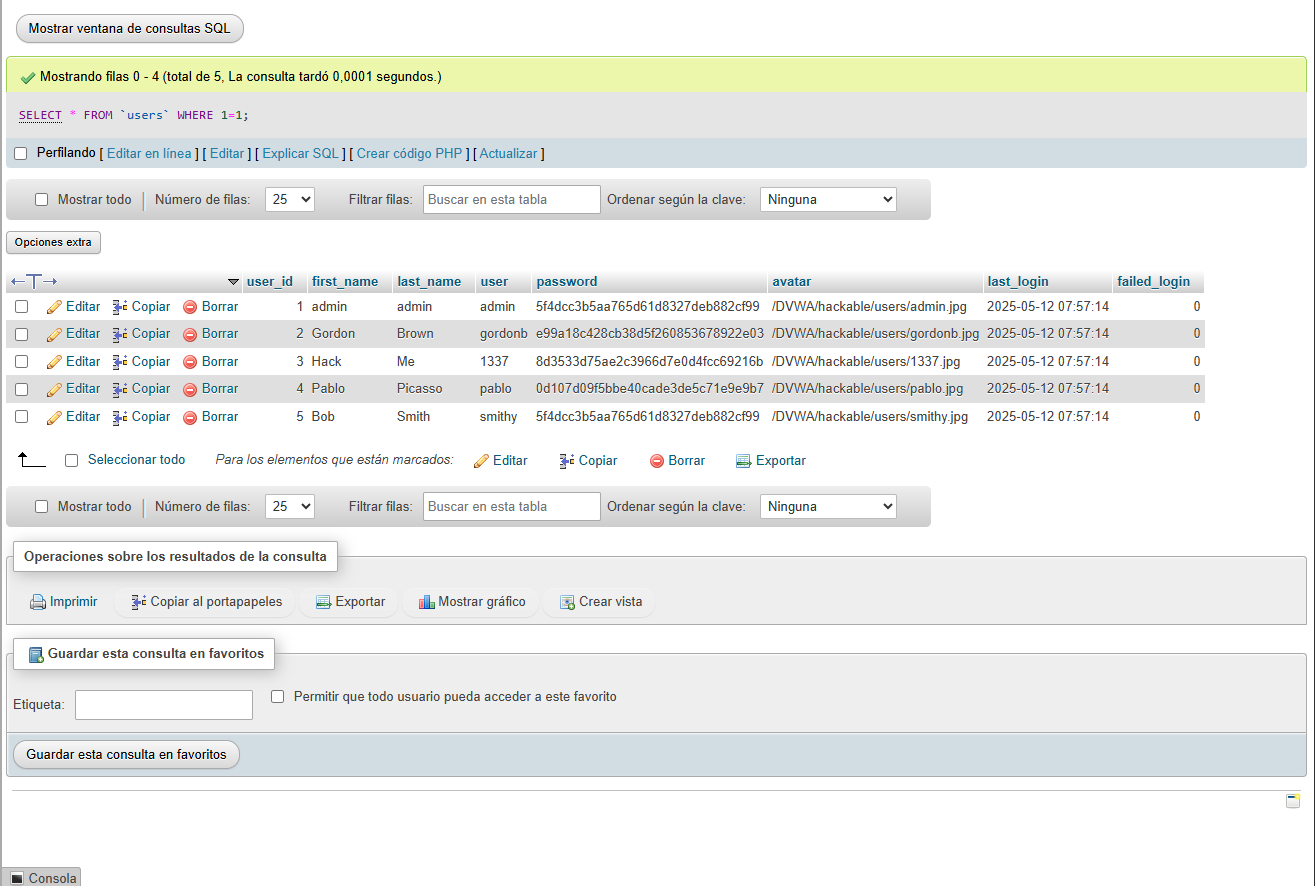 Mostrar ventana de consultas SQL
Mostrando filas 0 - 4 (total de 5, La consulta tardó 0,0001 segundos.)
SELECT * FROM `users` WHERE 1=1;
Perfilando [ Editar en línea ] [ Editar ] [ Explicar SQL ] [ Crear código PHP ] [ Actualizar ]
Mostrar todo | Número de filas: 25 Filtrar filas: Buscar en esta tabla Ordenar según la clave: Ninguna
Opciones extra
←T→ user_id first_name last_name user password avatar last_login failed_login
Editar Copiar Borrar 1 admin admin admin 5f4dcc3b5aa765d61d8327deb882cf99 /DVWA/hackable/users/admin.jpg 2025-05-12 07:57:14 0
Editar Copiar Borrar 2 Gordon Brown gordonb e99a18c428cb38d5f260853678922e03 /DVWA/hackable/users/gordonb.jpg 2025-05-12 07:57:14 0
Editar Copiar Borrar 3 Hack Me 1337 8d3533d75ae2c3966d7e0d4fcc69216b /DVWA/hackable/users/1337.jpg 2025-05-12 07:57:14 0
Editar Copiar Borrar 4 Pablo Picasso pablo 0d107d09f5bbe40cade3de5c71e9e9b7 /DVWA/hackable/users/pablo.jpg 2025-05-12 07:57:14 0
Editar Copiar Borrar 5 Bob Smith smithy 5f4dcc3b5aa765d61d8327deb882cf99 /DVWA/hackable/users/smithy.jpg 2025-05-12 07:57:14 0
Seleccionar todo Para los elementos que están marcados: Editar Copiar Borrar Exportar
Mostrar todo | Número de filas: 25 Filtrar filas: Buscar en esta tabla Ordenar según la clave: Ninguna
Operaciones sobre los resultados de la consulta
Imprimir Copiar al portapapeles Exportar Mostrar gráfico Crear vista
Guardar esta consulta en favoritos
Etiqueta: Permitir que todo usuario pueda acceder a este favorito
Guardar esta consulta en favoritos
Consola